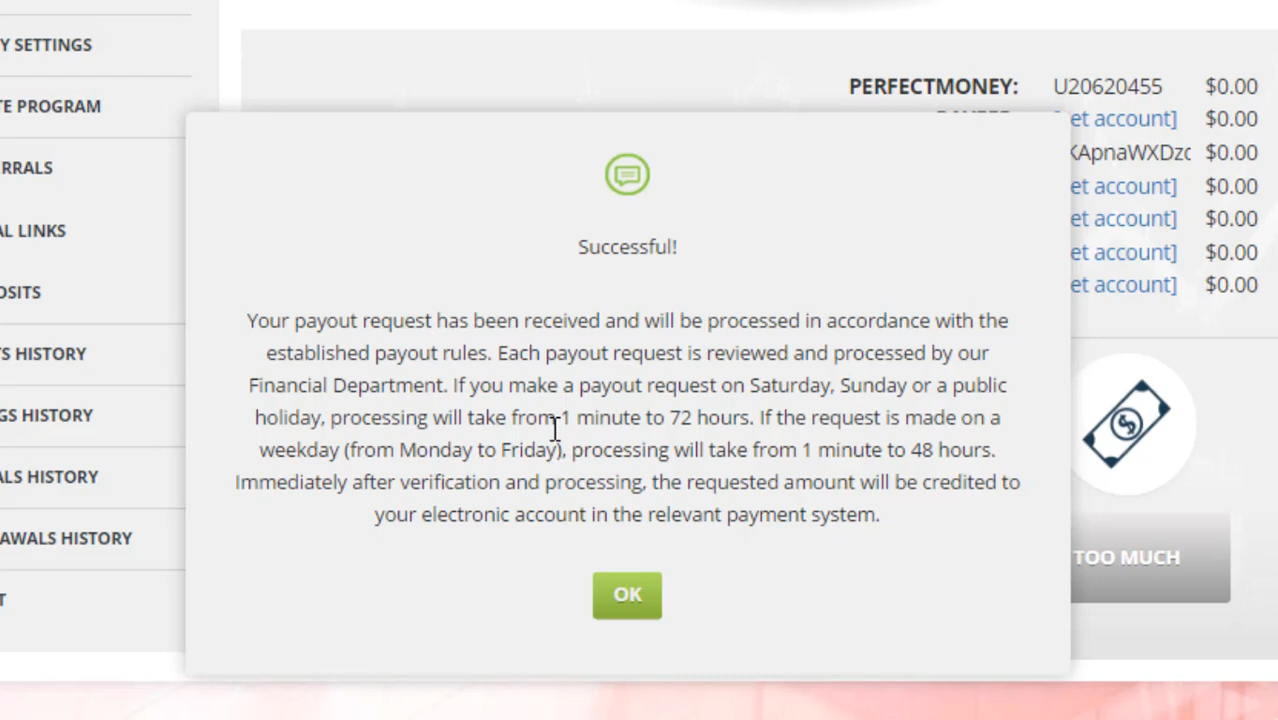 Y SETTINGS
TE PROGRAM
RRALS
AL LINKS
OSITS
TS HISTORY
GS HISTORY
ALS HISTORY
AWALS HISTORY
T
PERFECTMONEY: U20620455 $0.00
et account] $0.00
KApnaWXDzc $0.00
et account] $0.00
et account] $0.00
et account] $0.00
et account] $0.00
Successful!
Your payout request has been received and will be processed in accordance with the
established payout rules. Each payout request is reviewed and processed by our
Financial Department. If you make a payout request on Saturday, Sunday or a public
holiday, processing will take from 1 minute to 72 hours. If the request is made on a
weekday (from Monday to Friday), processing will take from 1 minute to 48 hours.
Immediately after verification and processing, the requested amount will be credited to
your electronic account in the relevant payment system.
OK
TOO MUCH